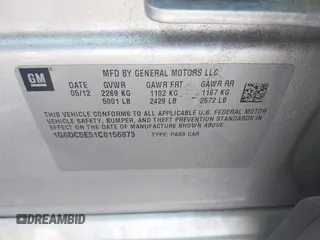 GM
MFD BY GENERAL MOTORS LLC
DATE GVWR GAWR FRT GAWR RR
05/12 2269 KG 1102 KG 1167 KG
5001 LB 2429 LB 2572 LB
THIS VEHICLE CONFORMS TO ALL APPLICABLE U.S. FEDERAL MOTOR
VEHICLE SAFETY, BUMPER, AND THEFT PREVENTION STANDARDS IN EFFECT ON THE
DATE OF MANUFACTURE SHOWN ABOVE.
1G6DC5E51C0156873 TYPE: PASS CAR
© IAAI/BIDFAX